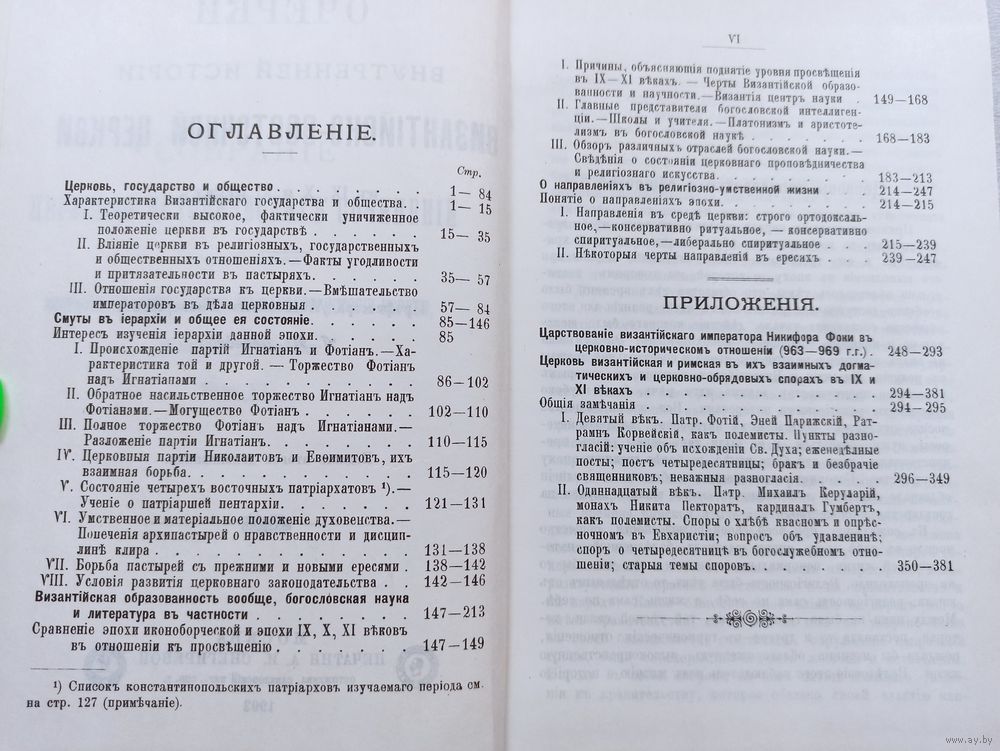 ОГЛАВЛЕНІЕ.
Стр.
Церковь, государство и общество . . . . . . . . 1— 84
Характеристика Византійскаго государства и общества. . . 1— 15
I. Теоретически высокое, фактически униженное
положеніе церкви въ государствѣ . . . . . . 15— 35
II. Вліяніе церкви въ религіозныхъ, государственныхъ
и общественныхъ отношеніяхъ.—Факты угодливости
и притязательности въ пастыряхъ. . . . . . 35— 57
III. Отношенія государства къ церкви.—Вмѣшательство
императоровъ въ дѣла церковныя . . . . . . 57— 84
Смуты въ іерархіи и общее ея состояніе. . . . . . . 85—146
Интересъ изученія іерархіи данной эпохи. . . . . . 85
I. Происхожденіе партій Игнатіанъ и Фотіанъ.—Ха-
рактеристика той и другой. — Торжество Фотіанъ
надъ Игнатіанами . . . . . . . . . . 86—102
II. Обратное насильственное торжество Игнатіанъ надъ
Фотіанами.—Могущество Фотіанъ . . . . . . 102—110
III. Полное торжество Фотіанъ надъ Игнатіанами.—
Разложеніе партіи Игнатіанъ. . . . . . . . 110—115
IV. Церковныя партіи Николаитовъ и Евѳимитовъ, ихъ
взаимная борьба. . . . . . . . . . . 115—120
V. Состояніе четырехъ восточныхъ патріархатовъ ¹).—
Ученіе о патріаршей пентархіи. . . . . . . 121—131
VI. Умственное и матеріальное положеніе духовенства.—
Попеченія архипастырей о нравственности и дисцип-
линѣ клира . . . . . . . . . . . . 131—138
VII. Борьба пастырей съ прежними и новыми ересями . 138—142
VIII. Условія развитія церковнаго законодательства . . 142—146
Византійская образованность вообще, богословская наука
и литература въ частности . . . . . . . . 147—213
Сравненіе эпохи иконоборческой и эпохи IX, X, XI вѣковъ
въ отношеніи къ просвѣщенію . . . . . . . 147—149
¹) Списокъ константинопольскихъ патріарховъ изучаемаго періода см.
на стр. 127 (примѣчаніе).
VI
I. Причины, объясняющія поднятіе уровня просвѣщенія
въ IX—XI вѣкахъ. — Черты Византійской образо-
ванности и научности.—Византія центръ науки . 149—168
II. Главные представители богословской интеллиген-
ціи.—Школы и учителя.—Платонизмъ и аристоте-
лизмъ въ богословской наукѣ . . . . . . . 168—183
III. Обзоръ различныхъ отраслей богословской науки.—
Свѣдѣнія о состояніи церковнаго проповѣдничества
и религіознаго искусства. . . . . . . . . 183—213
О направленіяхъ въ религіозно-умственной жизни . . . 214—247
Понятіе о направленіяхъ эпохи. . . . . . . . . 214—215
I. Направленія въ средѣ церкви: строго ортодоксаль-
ное,—консервативно ритуальное, — консервативно
спиритуальное,—либерально спиритуальное . . . 215—239
II. Нѣкоторыя черты направленій въ ересяхъ . . . 239—247
ПРИЛОЖЕНІЯ.
Царствованіе византійскаго императора Никифора Фоки въ
церковно-историческомъ отношеніи (963—969 г.г.) . 248—293
Церковь византійская и римская въ ихъ взаимныхъ догма-
тическихъ и церковно-обрядовыхъ спорахъ въ IX и
XI вѣкахъ . . . . . . . . . . . . . . 294—381
Общія замѣчанія . . . . . . . . . . . . 294—295
I. Девятый вѣкъ. Патр. Фотій, Эней Парижскій, Рат-
рамнъ Корвейскій, какъ полемисты. Пункты разно-
гласій: ученіе объ исхожденіи Св. Духа; еженедѣльные
посты; постъ четыредесятницы; бракъ и безбрачіе
священниковъ; неважныя разногласія. . . . . 296—349
II. Одиннадцатый вѣкъ. Патр. Михаилъ Керуларій,
монахъ Никита Пекторатъ, кардиналъ Гумбертъ,
какъ полемисты. Споры о хлѣбѣ квасномъ и опрѣс-
ночномъ въ Евхаристіи; вопросъ объ удавленинѣ;
споръ о четыредесятницѣ въ богослужебномъ отно-
шеніи; старыя темы споровъ. . . . . . . . 350—381
www.ay.by